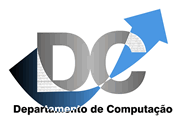 DC
Departamento de Computação